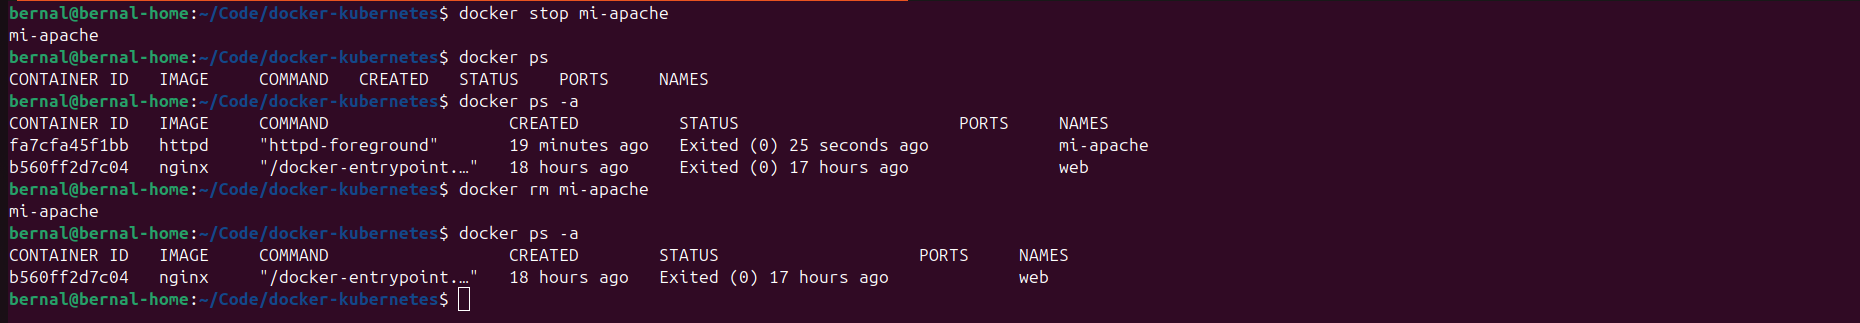 bernal@bernal-home:~/Code/docker-kubernetes$ docker stop mi-apache
mi-apache
bernal@bernal-home:~/Code/docker-kubernetes$ docker ps
CONTAINER ID   IMAGE     COMMAND   CREATED   STATUS    PORTS     NAMES
bernal@bernal-home:~/Code/docker-kubernetes$ docker ps -a
CONTAINER ID   IMAGE     COMMAND                  CREATED          STATUS                      PORTS     NAMES
fa7cfa45f1bb   httpd     "httpd-foreground"       19 minutes ago   Exited (0) 25 seconds ago             mi-apache
b560ff2d7c04   nginx     "/docker-entrypoint.…"   18 hours ago     Exited (0) 17 hours ago               web
bernal@bernal-home:~/Code/docker-kubernetes$ docker rm mi-apache
mi-apache
bernal@bernal-home:~/Code/docker-kubernetes$ docker ps -a
CONTAINER ID   IMAGE     COMMAND                  CREATED        STATUS                    PORTS     NAMES
b560ff2d7c04   nginx     "/docker-entrypoint.…"   18 hours ago   Exited (0) 17 hours ago             web
bernal@bernal-home:~/Code/docker-kubernetes$